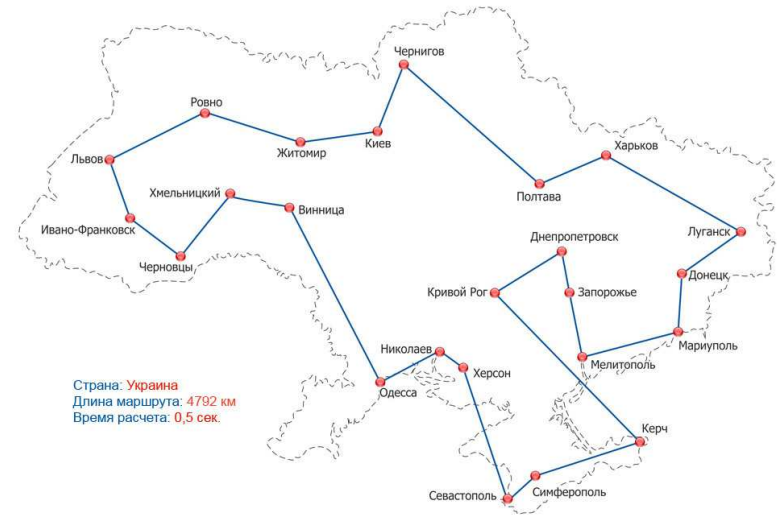 Чернигов
Ровно
Киев
Житомир
Харьков
Львов
Хмельницкий
Полтава
Винница
Ивано-Франковск
Луганск
Днепропетровск
Черновцы
Донецк
Кривой Рог
Запорожье
Мариуполь
Николаев
Мелитополь
Херсон
Одесса
Страна: Украина
Длина маршрута: 4792 км
Время расчета: 0,5 сек.
Керч
Симферополь
Севастополь